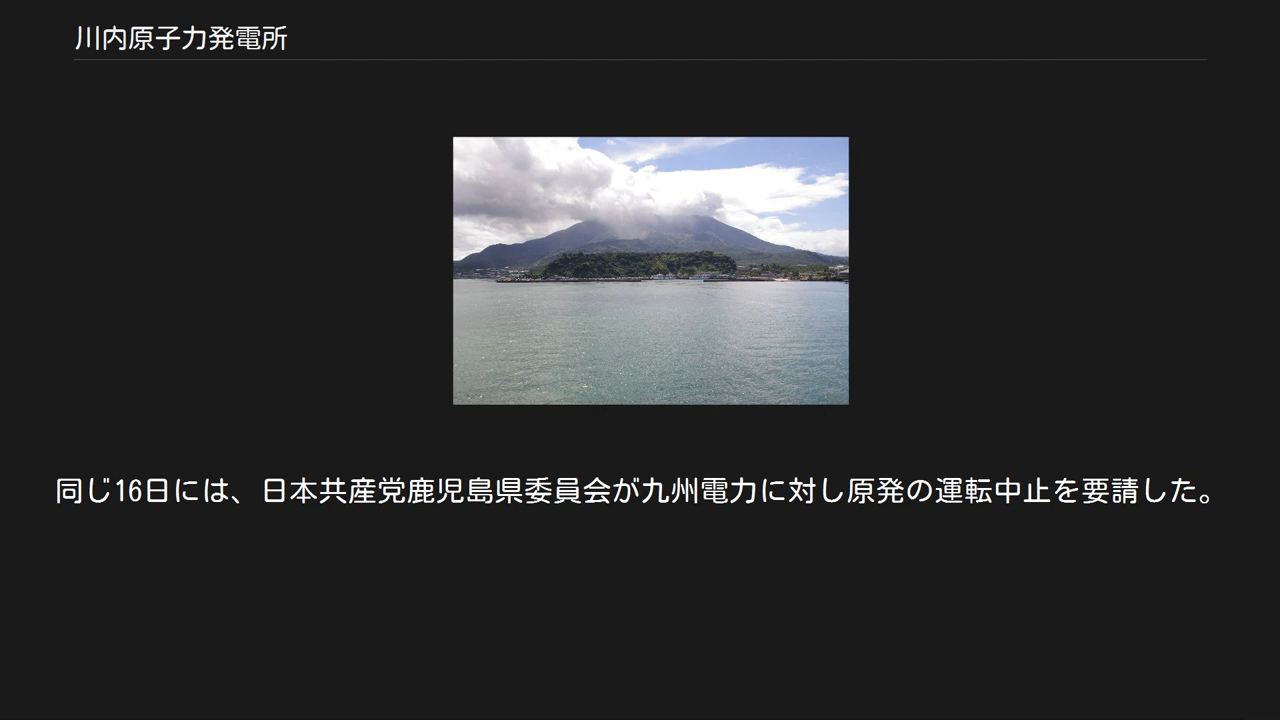 川内原子力発電所
同じ16日には、日本共産党鹿児島県委員会が九州電力に対し原発の運転中止を要請した。